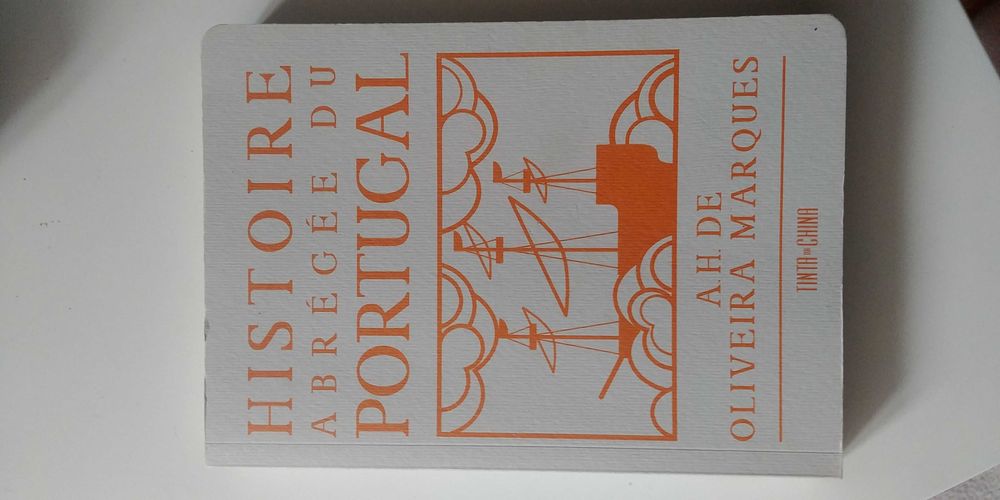 HISTOIRE
ABRÉGÉE DU
PORTUGAL
A.H. DE
OLIVEIRA MARQUES
TINTA DA CHINA